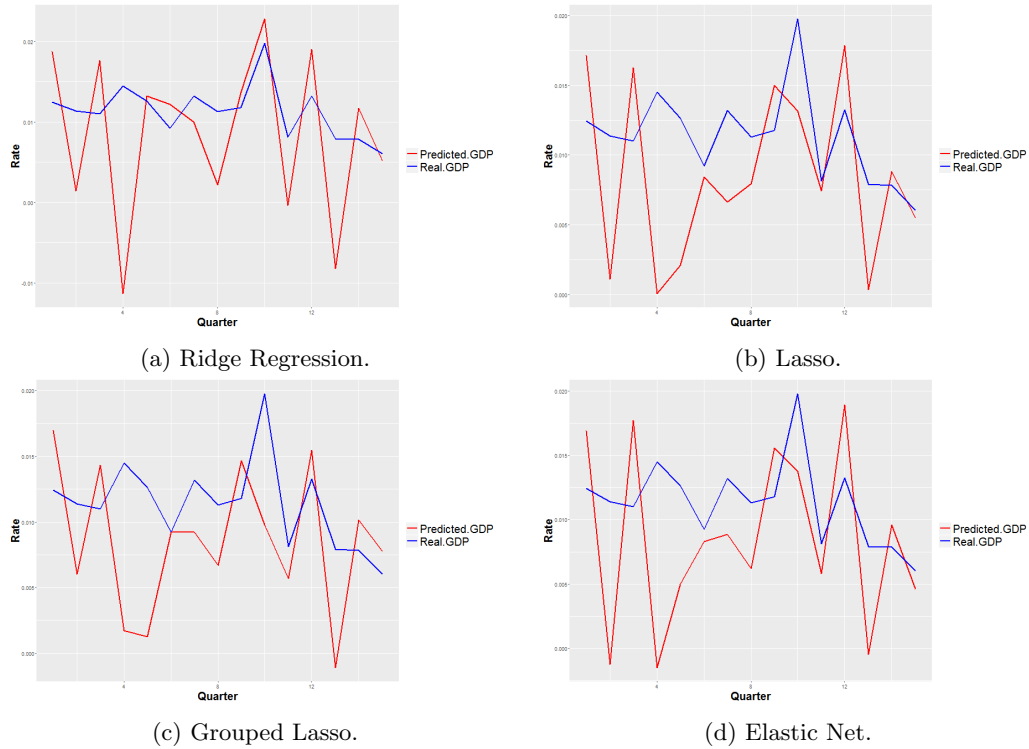 0.02
0.01
0.00
-0.01
Rate
4
8
12
Quarter
Predicted.GDP
Real.GDP
(a) Ridge Regression.
0.020
0.015
0.010
0.005
0.000
Rate
4
8
12
Quarter
Predicted.GDP
Real.GDP
(b) Lasso.
0.020
0.015
0.010
0.005
0.000
Rate
4
8
12
Quarter
Predicted.GDP
Real.GDP
(c) Grouped Lasso.
0.020
0.015
0.010
0.005
0.000
Rate
4
8
12
Quarter
Predicted.GDP
Real.GDP
(d) Elastic Net.